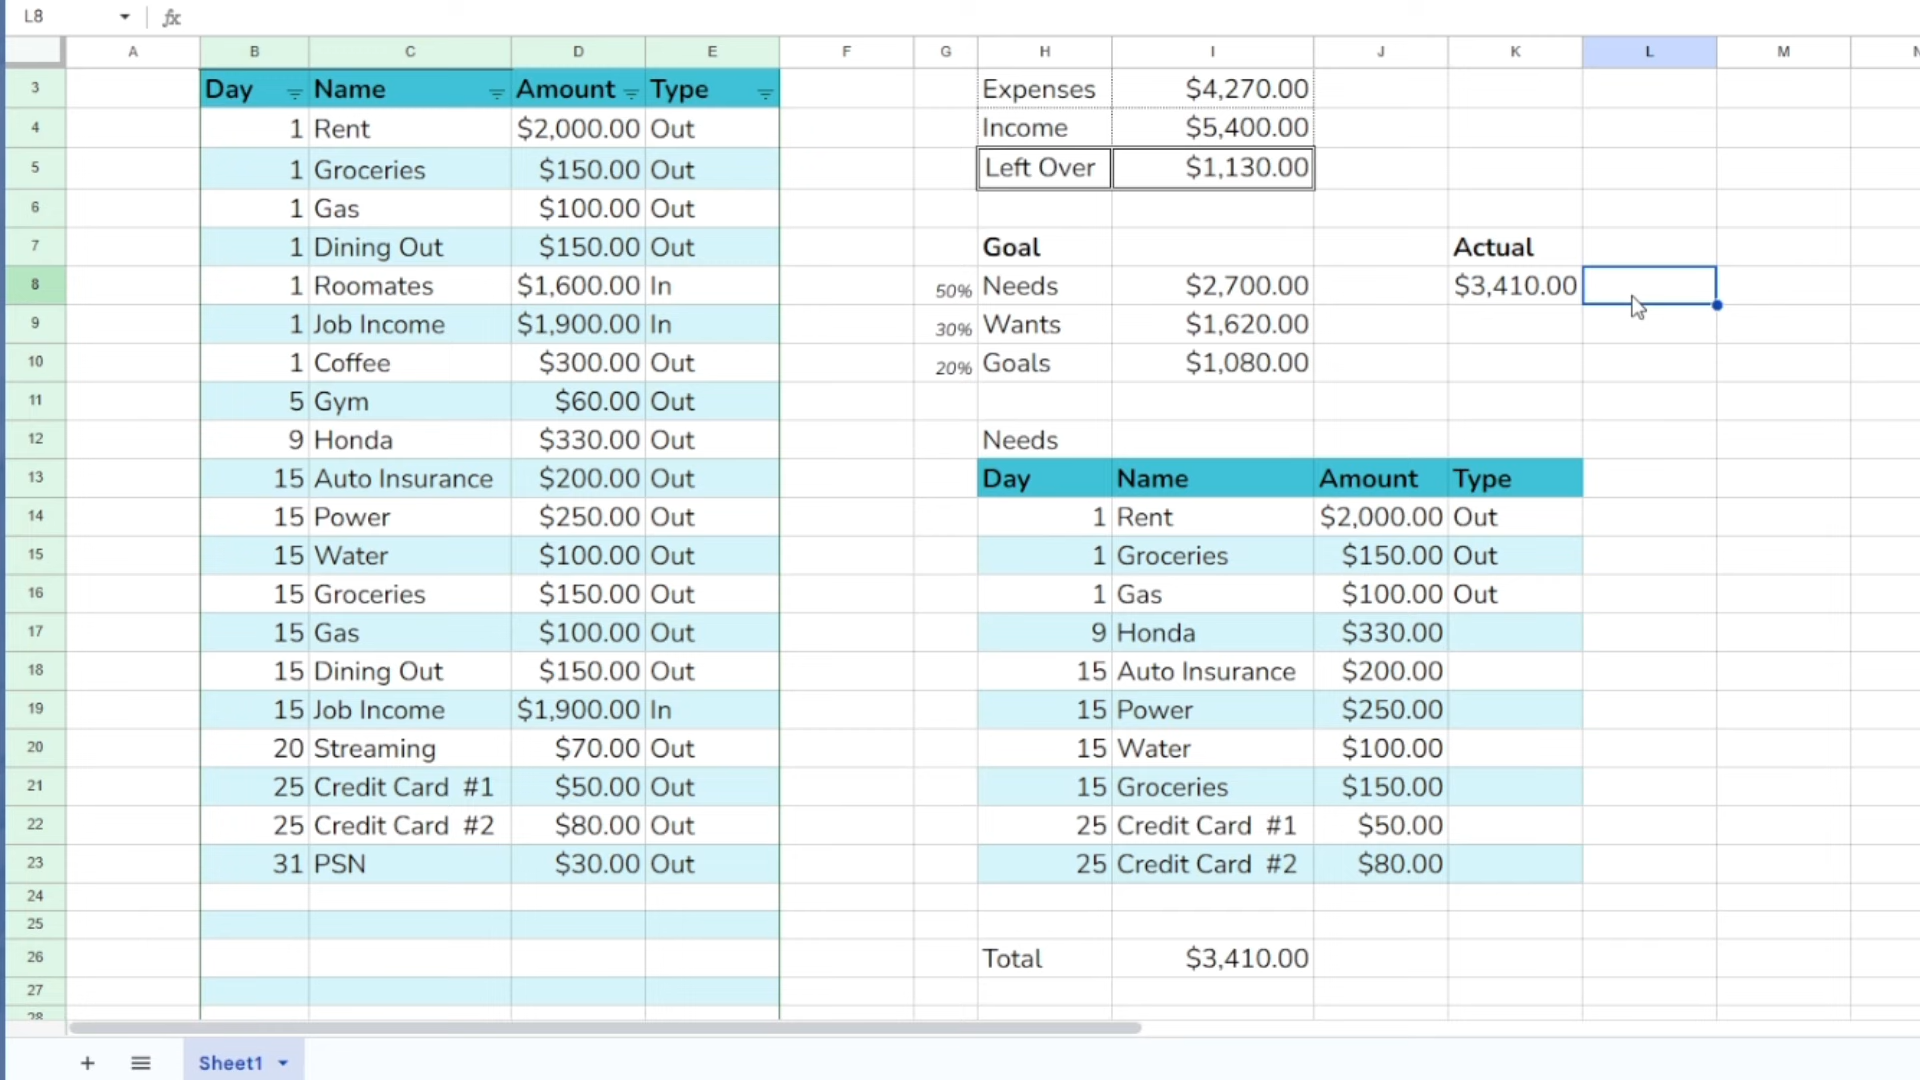 L8 fx
A B C D E F G H I J K L M N
3 Day Name Amount Type Expenses $4,270.00
4 1 Rent $2,000.00 Out Income $5,400.00
5 1 Groceries $150.00 Out Left Over $1,130.00
6 1 Gas $100.00 Out
7 1 Dining Out $150.00 Out Goal Actual
8 1 Roomates $1,600.00 In 50% Needs $2,700.00 $3,410.00
9 1 Job Income $1,900.00 In 30% Wants $1,620.00
10 1 Coffee $300.00 Out 20% Goals $1,080.00
11 5 Gym $60.00 Out
12 9 Honda $330.00 Out Needs
13 15 Auto Insurance $200.00 Out Day Name Amount Type
14 15 Power $250.00 Out 1 Rent $2,000.00 Out
15 15 Water $100.00 Out 1 Groceries $150.00 Out
16 15 Groceries $150.00 Out 1 Gas $100.00 Out
17 15 Gas $100.00 Out 9 Honda $330.00
18 15 Dining Out $150.00 Out 15 Auto Insurance $200.00
19 15 Job Income $1,900.00 In 15 Power $250.00
20 20 Streaming $70.00 Out 15 Water $100.00
21 25 Credit Card #1 $50.00 Out 15 Groceries $150.00
22 25 Credit Card #2 $80.00 Out 25 Credit Card #1 $50.00
23 31 PSN $30.00 Out 25 Credit Card #2 $80.00
24
25
26 Total $3,410.00
27
28
Sheet1